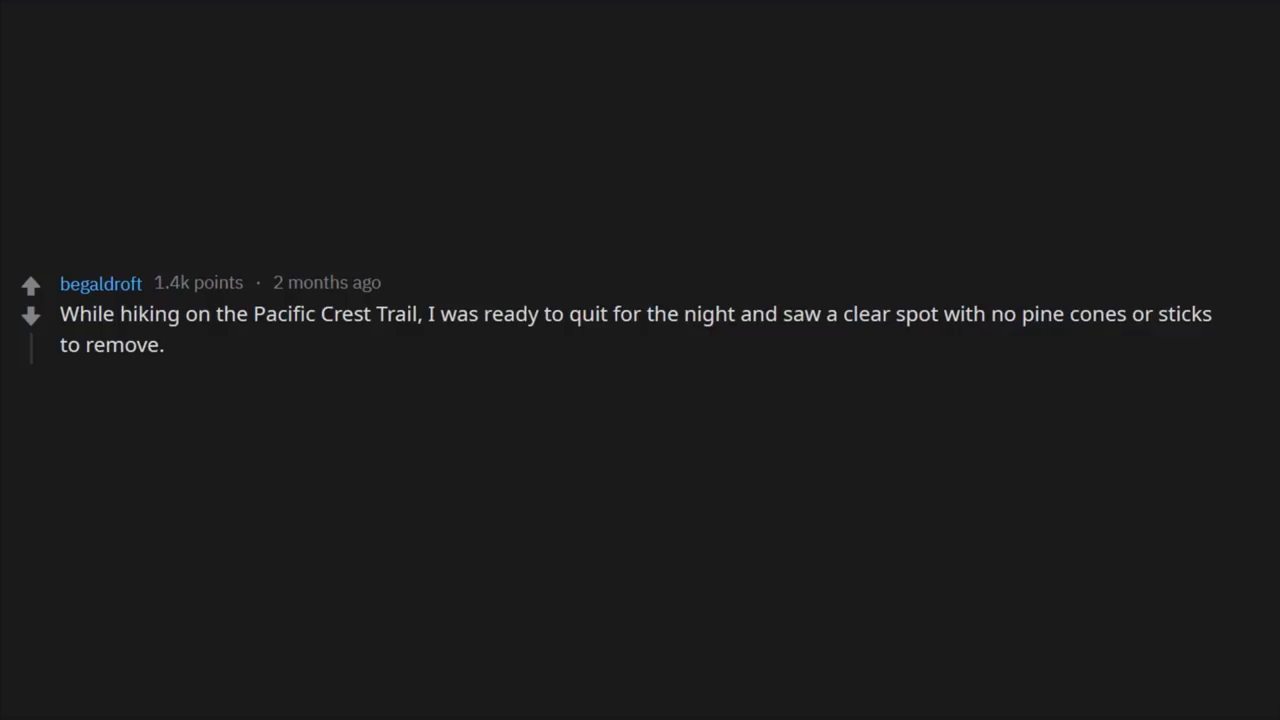 begaldroft 1.4k points · 2 months ago
While hiking on the Pacific Crest Trail, I was ready to quit for the night and saw a clear spot with no pine cones or sticks
to remove.